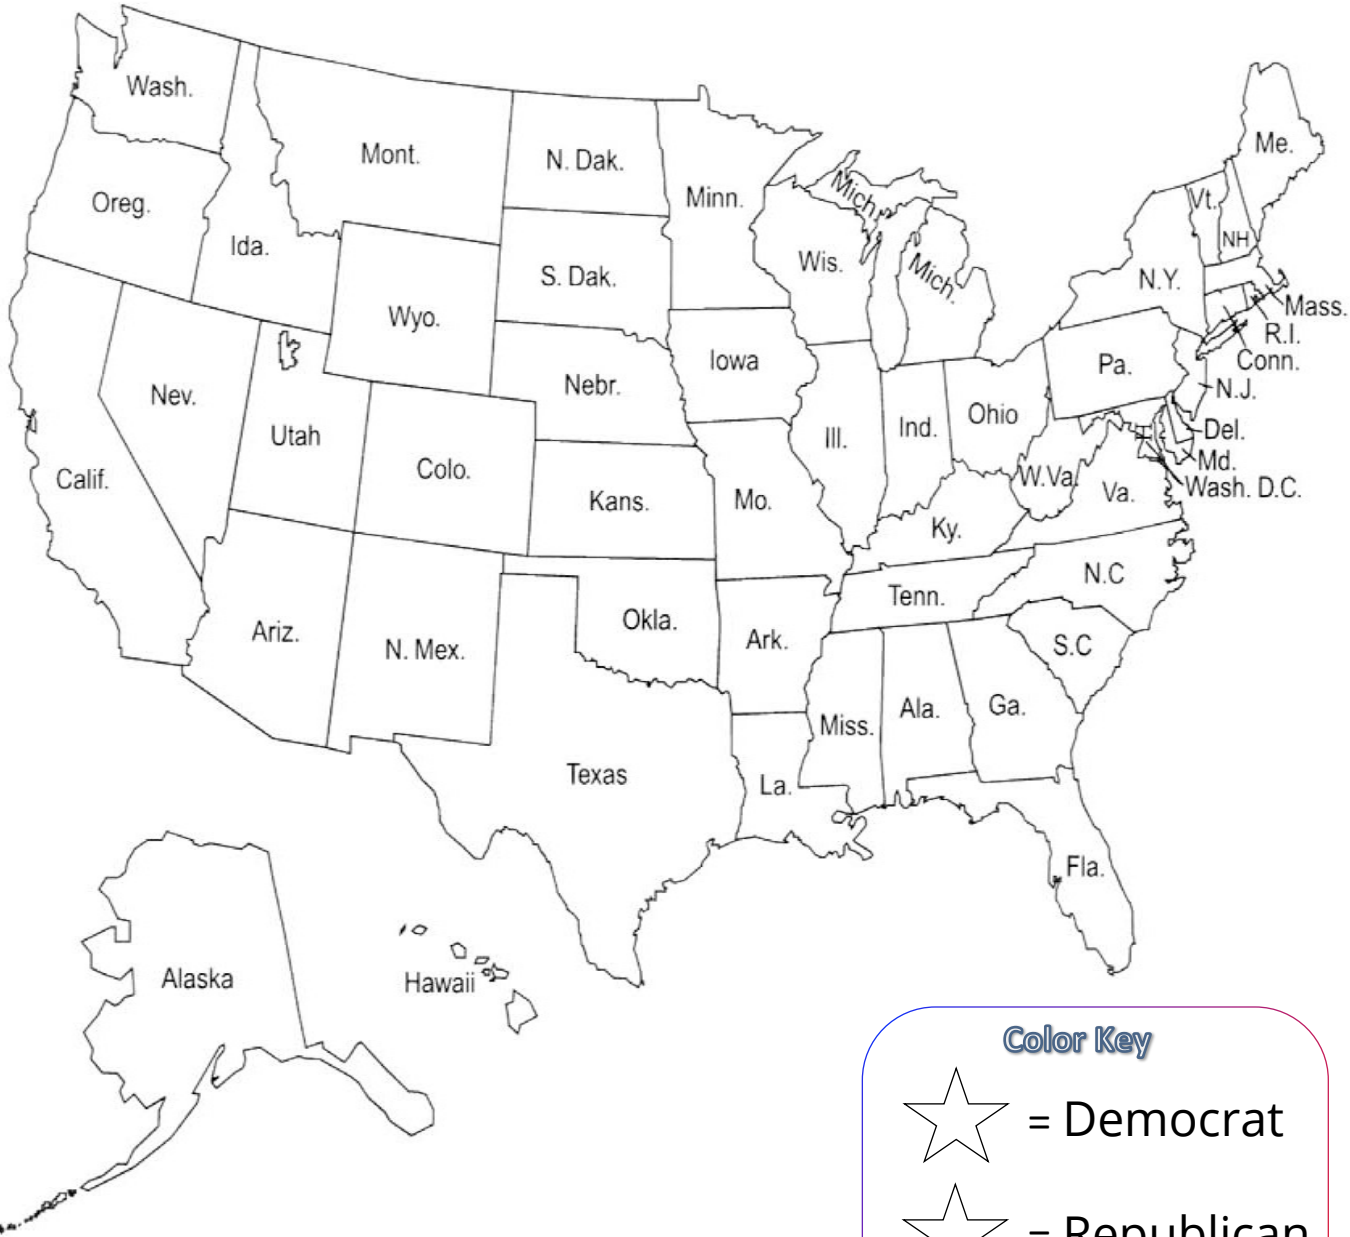 Wash.
Mont.
N. Dak.
Minn.
Mich.
Me.
Oreg.
Ida.
S. Dak.
Wis.
Mich.
Vt.
NH
N.Y.
Mass.
R.I.
Conn.
N.J.
Wyo.
Iowa
Pa.
Nev.
Utah
Nebr.
Ill.
Ind.
Ohio
Del.
Md.
Wash. D.C.
Calif.
Colo.
Kans.
Mo.
W.Va.
Va.
Ky.
Ariz.
N. Mex.
Okla.
Ark.
Tenn.
N.C
S.C
Texas
La.
Miss.
Ala.
Ga.
Fla.
Alaska
Hawaii
Color Key
= Democrat
= Republican